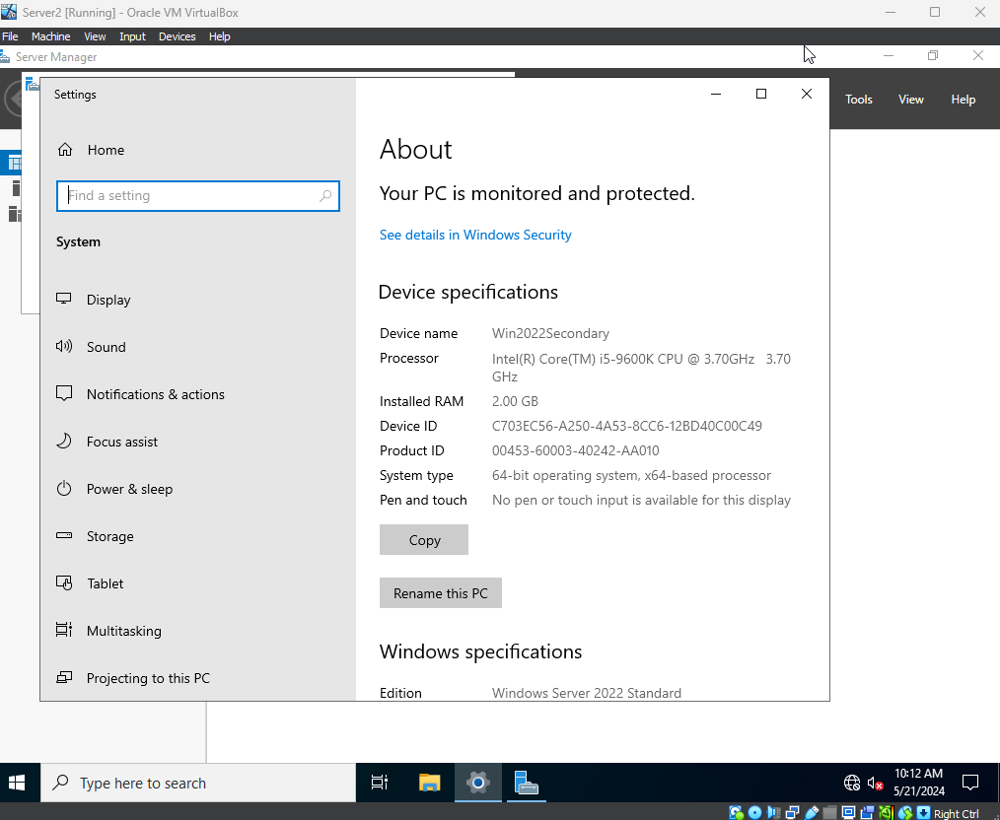 Server2 [Running] - Oracle VM VirtualBox
File Machine View Input Devices Help
Server Manager
Tools View Help
Settings
Home
Find a setting
System
Display
Sound
Notifications & actions
Focus assist
Power & sleep
Storage
Tablet
Multitasking
Projecting to this PC
About
Your PC is monitored and protected.
See details in Windows Security
Device specifications
Device name Win2022Secondary
Processor Intel(R) Core(TM) i5-9600K CPU @ 3.70GHz 3.70
GHz
Installed RAM 2.00 GB
Device ID C703EC56-A250-4A53-8CC6-12BD40C00C49
Product ID 00453-60003-40242-AA010
System type 64-bit operating system, x64-based processor
Pen and touch No pen or touch input is available for this display
Copy
Rename this PC
Windows specifications
Edition Windows Server 2022 Standard
Type here to search
10:12 AM
5/21/2024
Right Ctrl